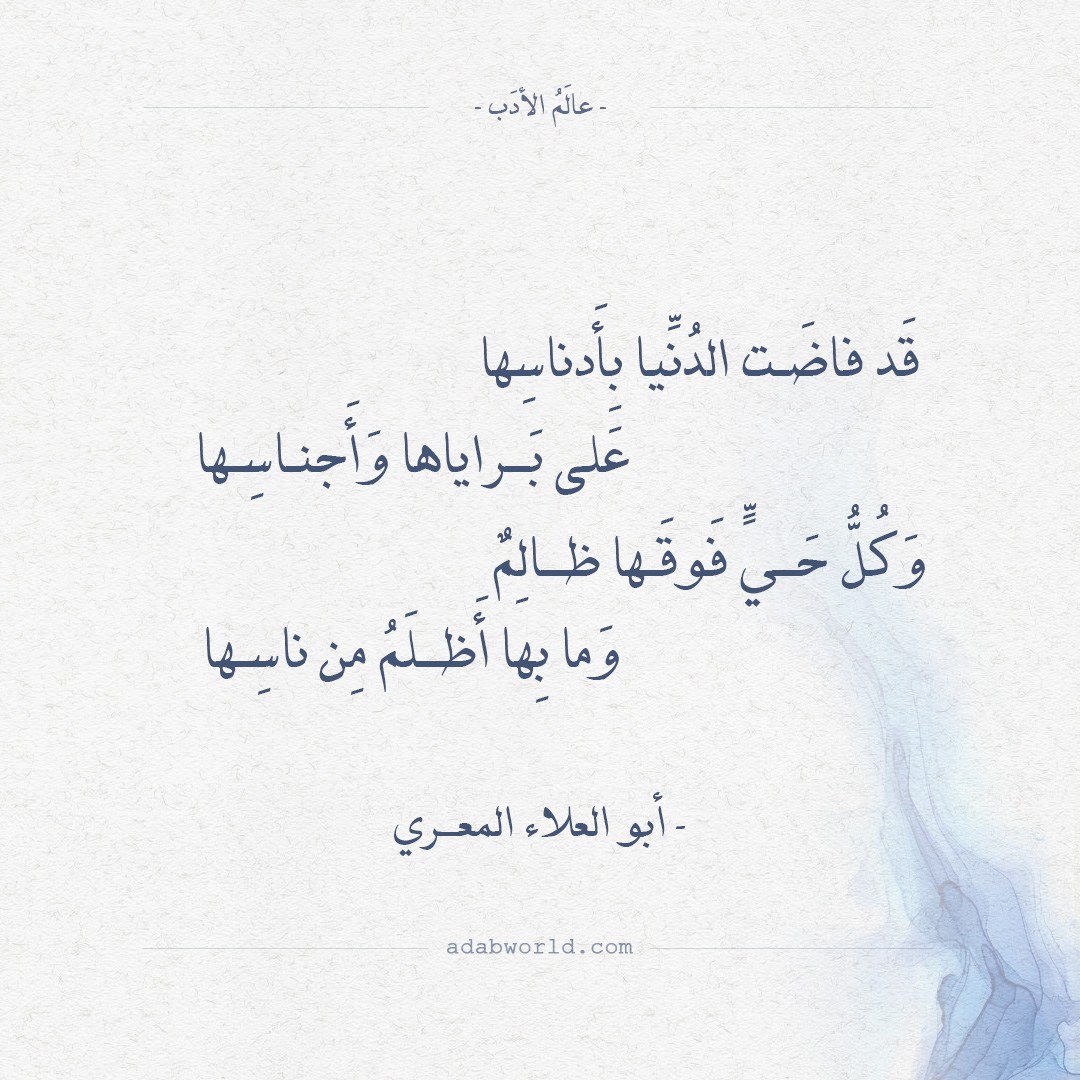 - عالَمُ الأدَب -
قَد فاضَت الدُنِّيا بِأَدناسِها
عَلى بَرايــاها وَأَجناسِها
وَكُلُّ حَيٍّ فَوقَها ظالِمٌ
وَما بِها أَظلَمُ مِن ناسِها
- أبو العلاء المعري
adabworld.com